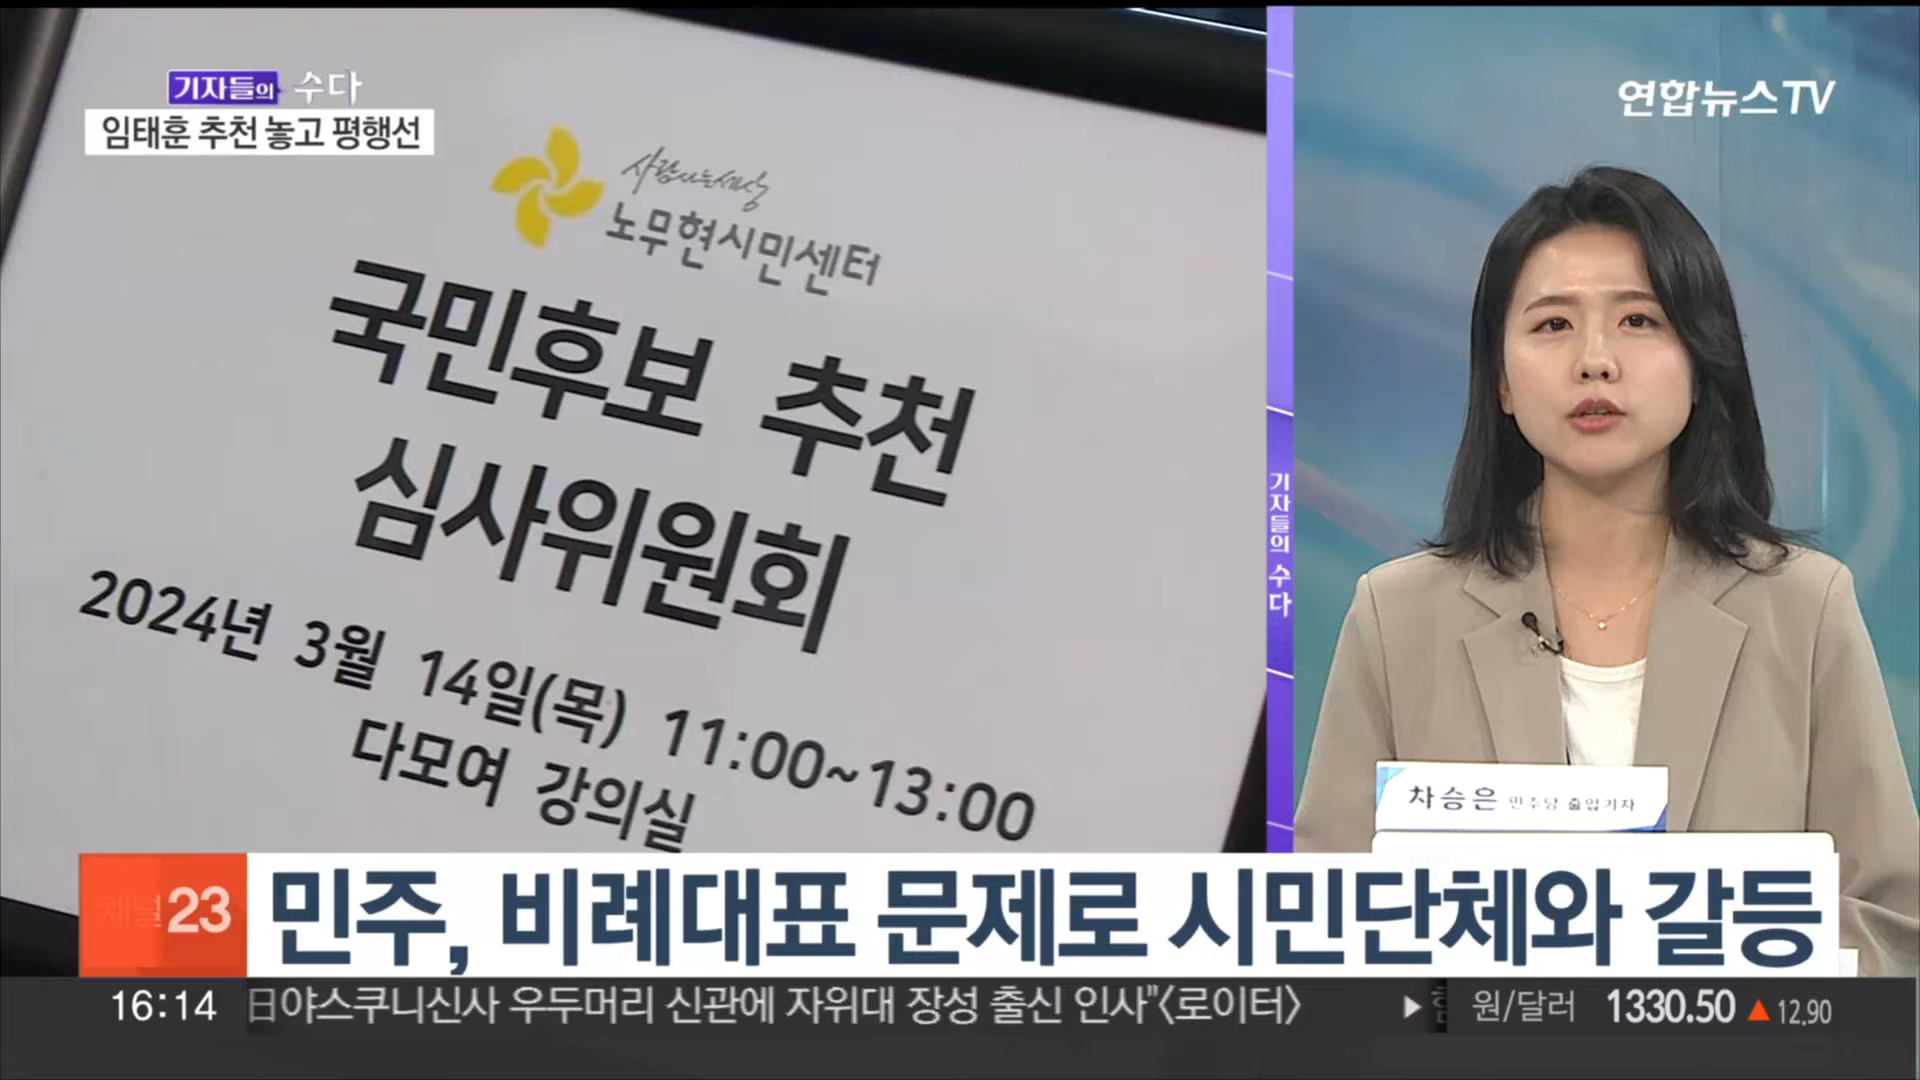 기자들의 수다
임태훈 추천 놓고 평행선
연합뉴스TV
사람사는세상
노무현시민센터
국민후보 추천
심사위원회
2024년 3월 14일(목) 11:00~13:00
다모여 강의실
기자들의 수다
차승은 민주당 출입기자
채널 23
민주, 비례대표 문제로 시민단체와 갈등
16:14
日야스쿠니신사 우두머리 신관에 자위대 장성 출신 인사"〈로이터〉
▶
원/달러 1330.50 ▲ 12.90